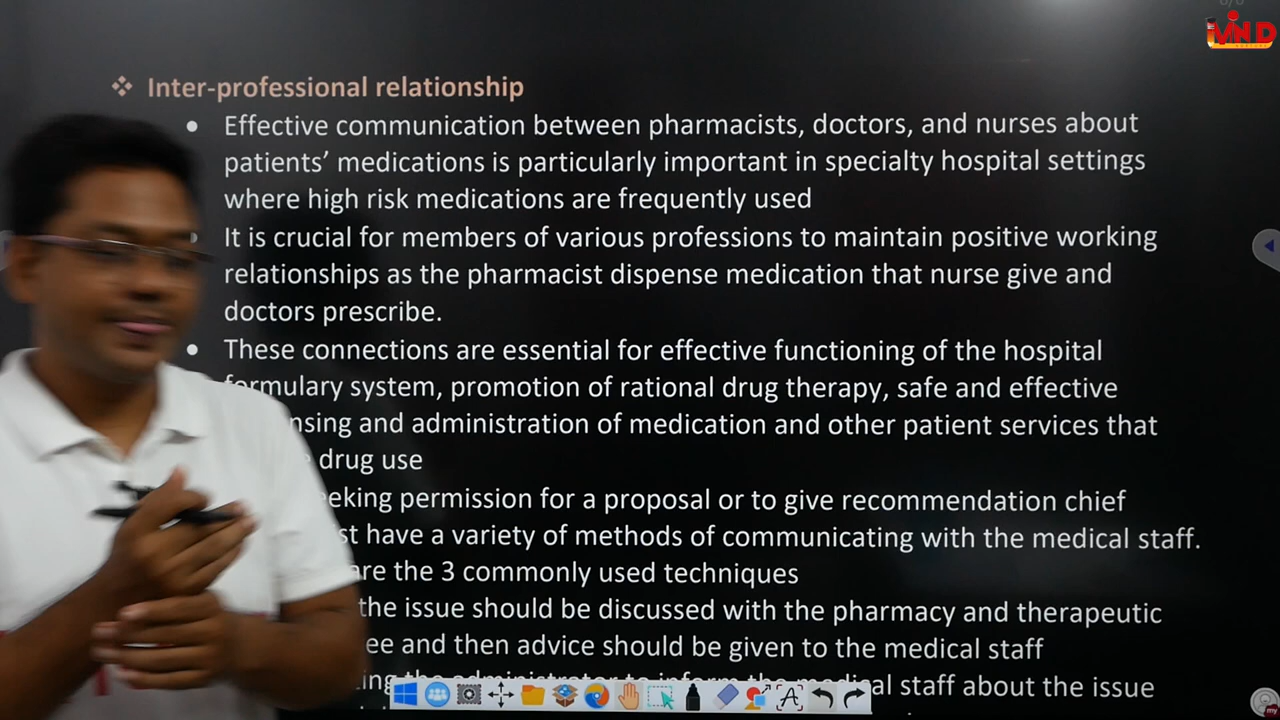 ❖ Inter-professional relationship
• Effective communication between pharmacists, doctors, and nurses about
patients’ medications is particularly important in specialty hospital settings
where high risk medications are frequently used
It is crucial for members of various professions to maintain positive working
relationships as the pharmacist dispense medication that nurse give and
doctors prescribe.
• These connections are essential for effective functioning of the hospital
formulary system, promotion of rational drug therapy, safe and effective
nsing and administration of medication and other patient services that
drug use
eeking permission for a proposal or to give recommendation chief
st have a variety of methods of communicating with the medical staff.
are the 3 commonly used techniques
the issue should be discussed with the pharmacy and therapeutic
ee and then advice should be given to the medical staff
al staff about the issue